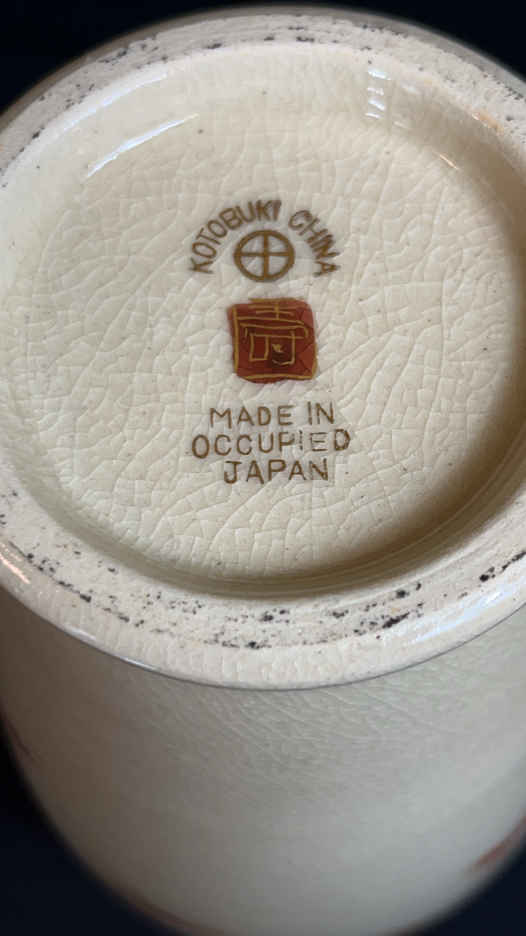 KOTOBUKI CHINA
寿
MADE IN
OCCUPIED
JAPAN